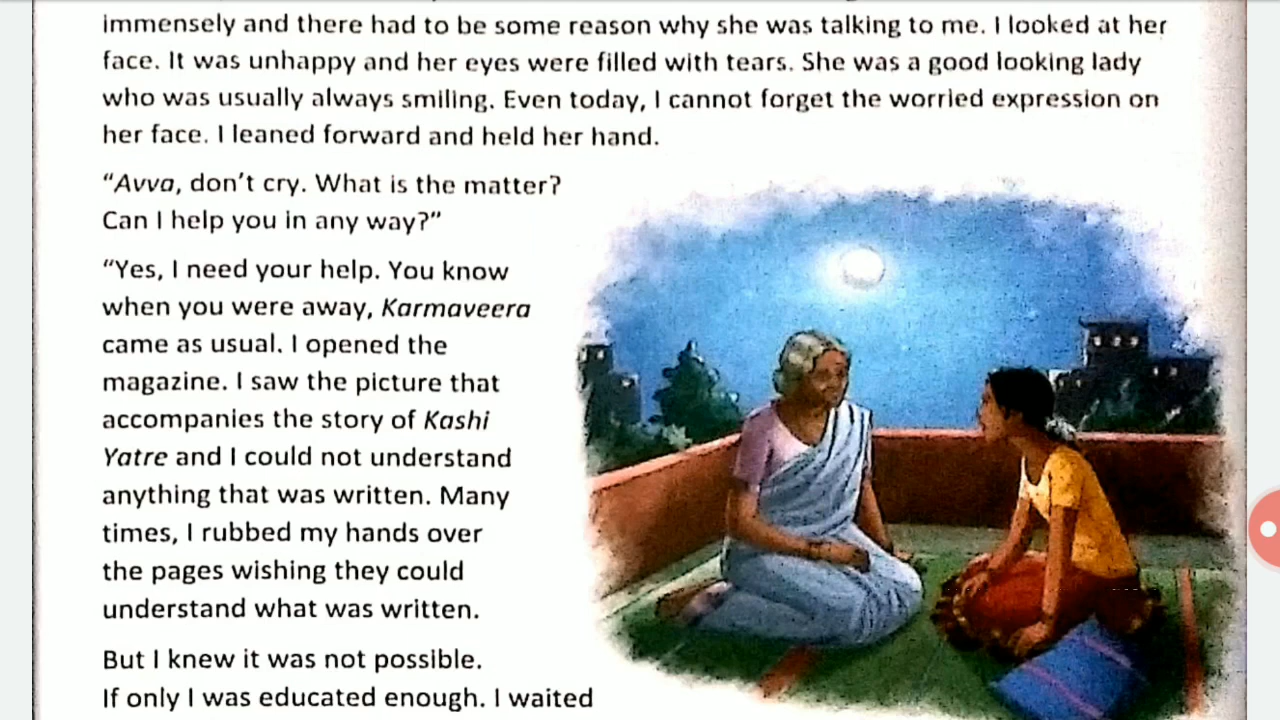 immensely and there had to be some reason why she was talking to me. I looked at her
face. It was unhappy and her eyes were filled with tears. She was a good looking lady
who was usually always smiling. Even today, I cannot forget the worried expression on
her face. I leaned forward and held her hand.
“Avva, don’t cry. What is the matter?
Can I help you in any way?”
“Yes, I need your help. You know
when you were away, Karmaveera
came as usual. I opened the
magazine. I saw the picture that
accompanies the story of Kashi
Yatre and I could not understand
anything that was written. Many
times, I rubbed my hands over
the pages wishing they could
understand what was written.
But I knew it was not possible.
If only I was educated enough. I waited